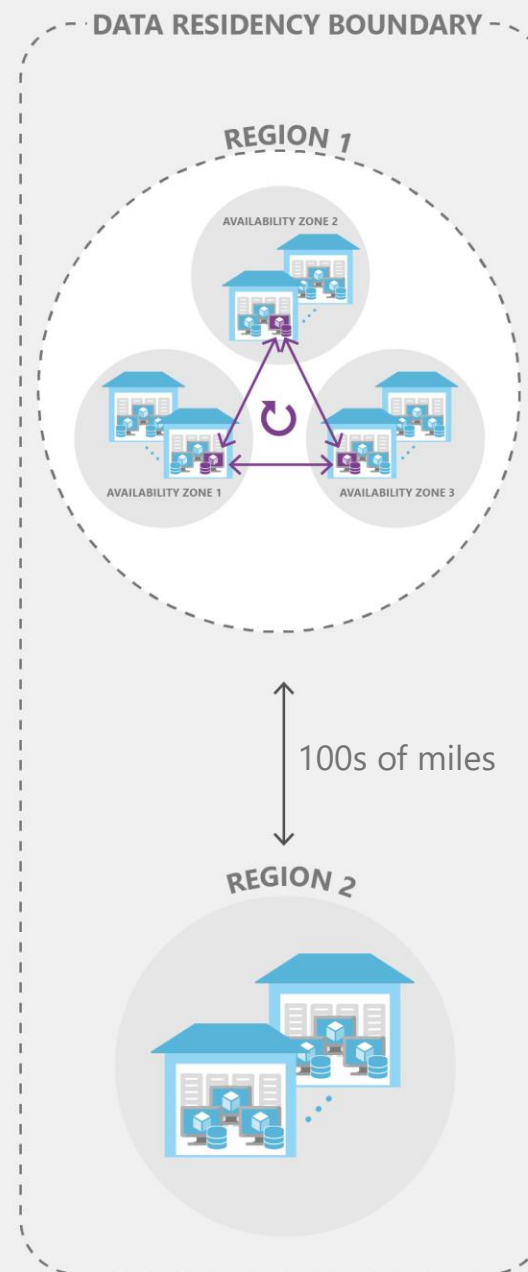 DATA RESIDENCY BOUNDARY
REGION 1
AVAILABILITY ZONE 2
AVAILABILITY ZONE 1
AVAILABILITY ZONE 3
100s of miles
REGION 2